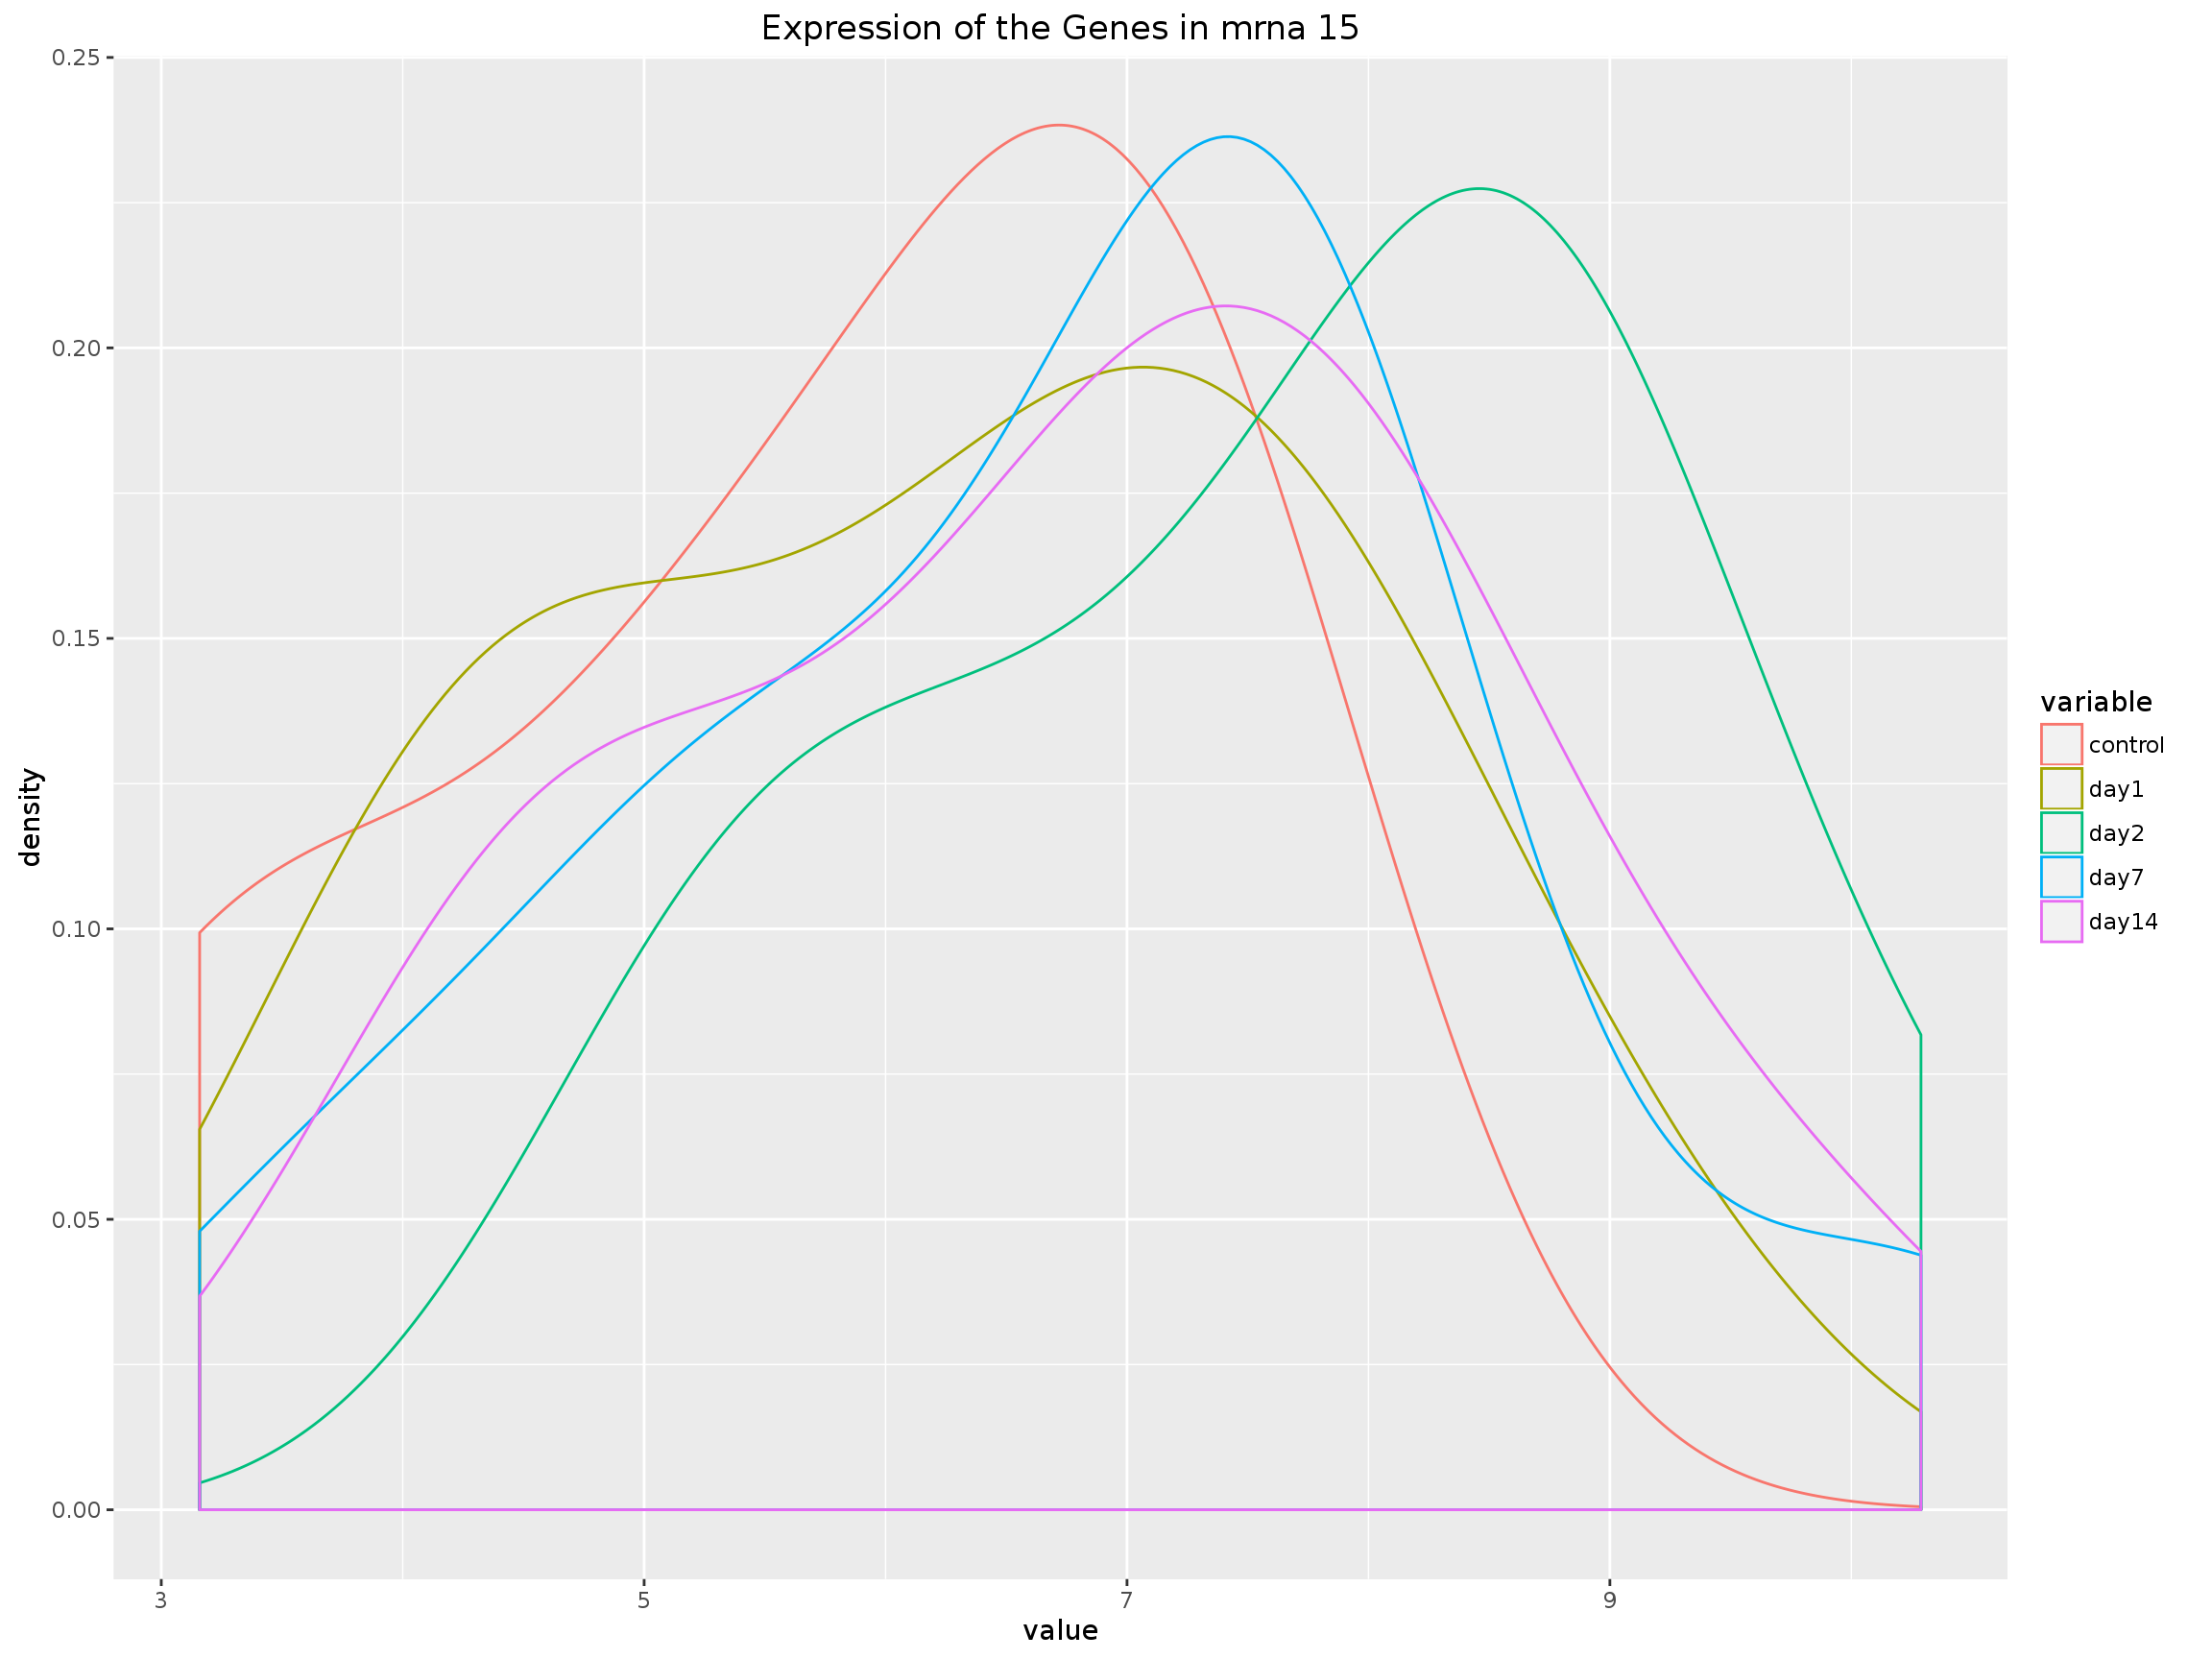 Expression of the Genes in mrna 15
0.25
0.20
0.15
0.10
0.05
0.00
density
3 5 7 9
value
variable
control
day1
day2
day7
day14